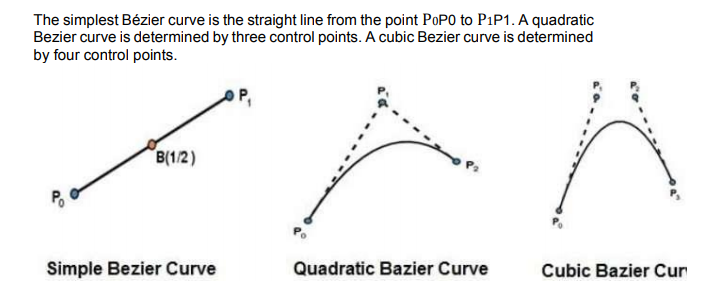 The simplest Bézier curve is the straight line from the point P0P0 to P1P1. A quadratic
Bezier curve is determined by three control points. A cubic Bezier curve is determined
by four control points.
P1
B(1/2)
P0
P1
P2
P0
P1 P2
P3
P0
Simple Bezier Curve
Quadratic Bazier Curve
Cubic Bazier Cur